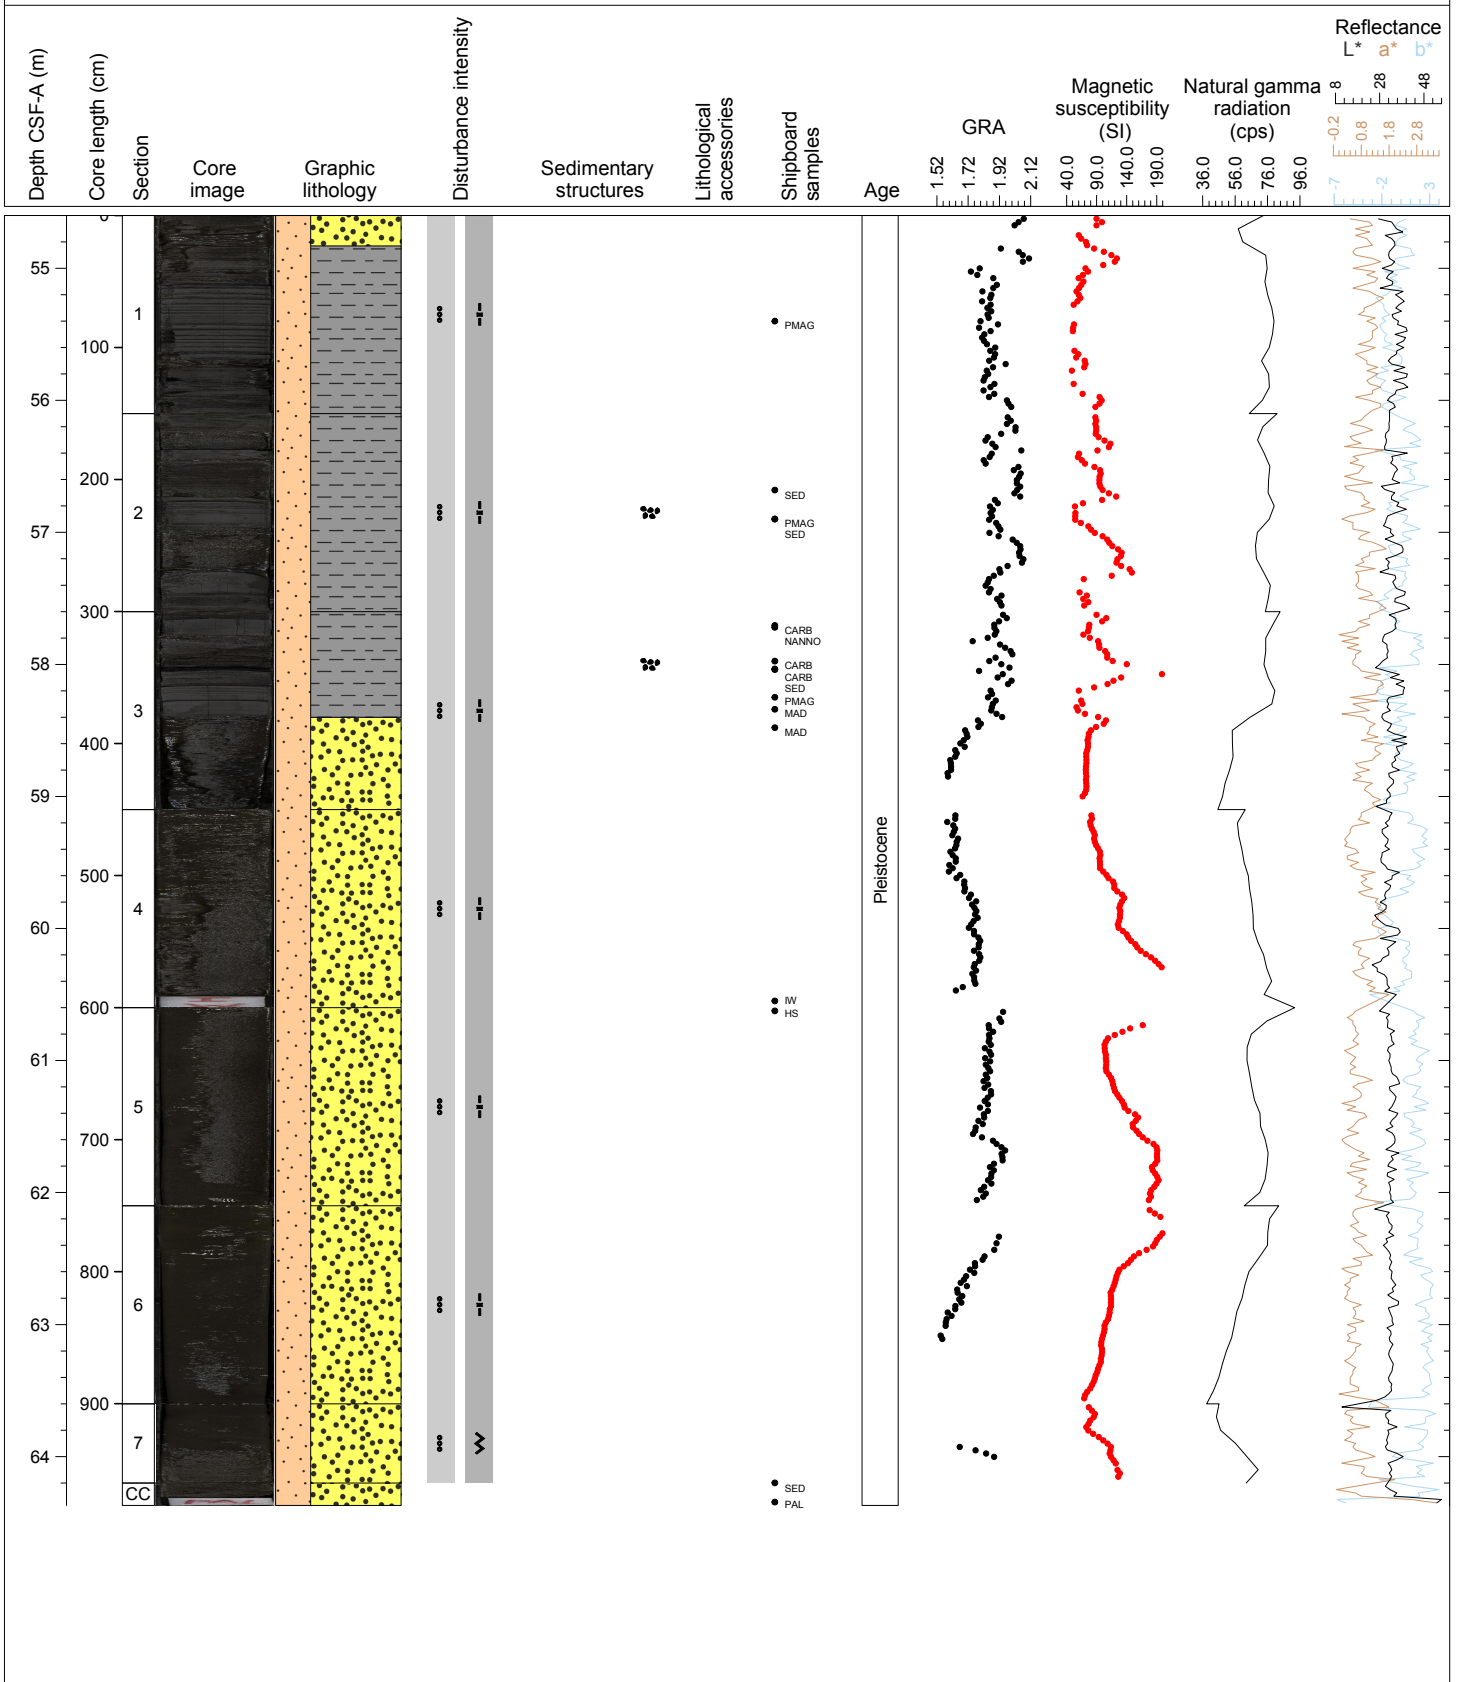 Depth CSF-A (m)
Core length (cm)
Section
Core
image
Graphic
lithology
Disturbance intensity
Sedimentary
structures
Lithological
accessories
Shipboard
samples
Age
GRA
1.52 1.72 1.92 2.12
Magnetic
susceptibility
(SI)
40.0 90.0 140.0 190.0
Natural gamma
radiation
(cps)
36.0 56.0 76.0 96.0
Reflectance
L* a* b*
8 28 48
-0.2 0.8 1.8 2.8
-7 -2 3
0
55
1
PMAG
100
56
200
SED
2
PMAG
57
SED
300
CARB
NANNO
58
CARB
CARB
SED
PMAG
3
MAD
MAD
400
59
Pleistocene
500
4
60
600
IW
HS
61
5
700
62
800
6
63
900
7
64
CC
SED
PAL